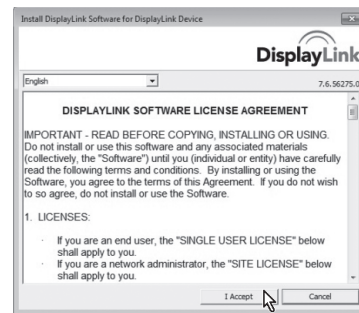 Install DisplayLink Software for DisplayLink Device
DisplayLink
English
7.6.56275.0
DISPLAYLINK SOFTWARE LICENSE AGREEMENT
IMPORTANT - READ BEFORE COPYING, INSTALLING OR USING.
Do not install or use this software and any associated materials
(collectively, the "Software") until you (individual or entity) have carefully
read the following terms and conditions. By installing or using the
Software, you agree to the terms of this Agreement. If you do not wish
to so agree, do not install or use the Software.
1. LICENSES:
· If you are an end user, the "SINGLE USER LICENSE" below
shall apply to you.
· If you are a network administrator, the "SITE LICENSE" below
shall apply to you.
I Accept
Cancel